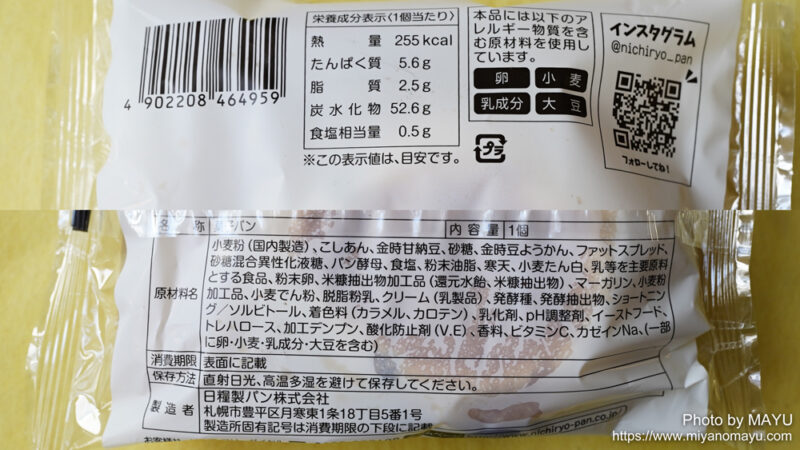 4 902208 464959
栄養成分表示〈1個当たり〉
熱量 255kcal
たんぱく質 5.6g
脂質 2.5g
炭水化物 52.6g
食塩相当量 0.5g
※この表示値は、目安です。
本品には以下のア
レルギー物質を含
む原材料を使用し
ています。
卵 小麦
乳成分 大豆
プラ
インスタグラム
@nichiryo_pan
フォローしてね!
名称 菓子パン 内容量 1個
原材料名
小麦粉(国内製造)、こしあん、金時甘納豆、砂糖、金時豆ようかん、ファットスプレッド、
砂糖混合異性化液糖、パン酵母、食塩、粉末油脂、寒天、小麦たん白、乳等を主要原料
とする食品、粉末卵、米糠抽出物加工品(還元水飴、米糠抽出物)、マーガリン、小麦粉
加工品、小麦でん粉、脱脂粉乳、クリーム(乳製品)、発酵種、発酵抽出物、ショートニン
グ/ソルビトール、着色料(カラメル、カロテン)、乳化剤、pH調整剤、イーストフード、
トレハロース、加工デンプン、酸化防止剤(V.E)、香料、ビタミンC、カゼインNa、(一部
に卵・小麦・乳成分・大豆を含む)
消費期限 表面に記載
保存方法 直射日光、高温多湿を避けて保存してください。
製造者
日糧製パン株式会社
札幌市豊平区月寒東1条18丁目5番1号
製造所固有記号は消費期限の下段に記載
nichiryo-pan.co.jp/
Photo by MAYU
https://www.miyanomayu.com/